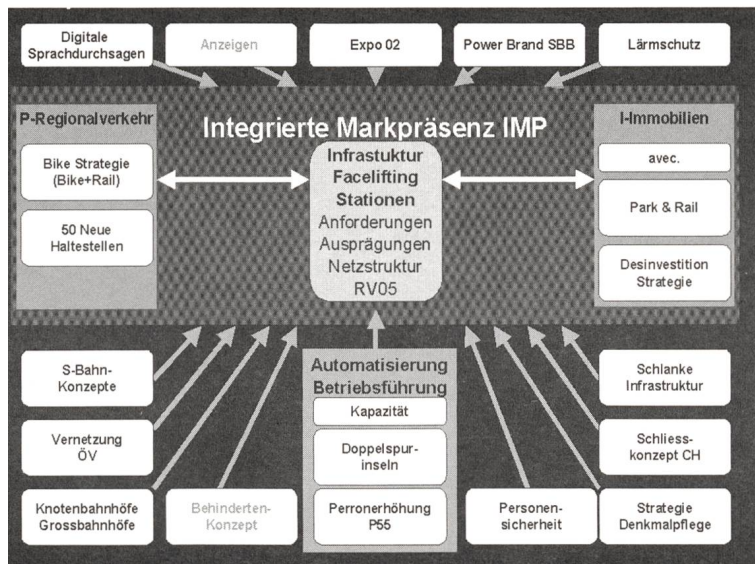 Digitale
Sprachdurchsagen
Anzeigen
Expo 02
Power Brand SBB
Lärmschutz
Integrierte Markpräsenz IMP
P-Regionalverkehr
Bike Strategie
(Bike+Rail)
50 Neue
Haltestellen
Infrastuktur
Facelifting
Stationen
Anforderungen
Ausprägungen
Netzstruktur
RV05
I-Immobilien
avec.
Park & Rail
Desinvestition
Strategie
S-Bahn-
Konzepte
Vernetzung
ÖV
Knotenbahnhöfe
Grossbahnhöfe
Behinderten-
Konzept
Automatisierung
Betriebsführung
Kapazität
Doppelspur-
inseln
Perronerhöhung
P55
Personen-
sicherheit
Schlanke
Infrastruktur
Schliess-
konzept CH
Strategie
Denkmalpflege